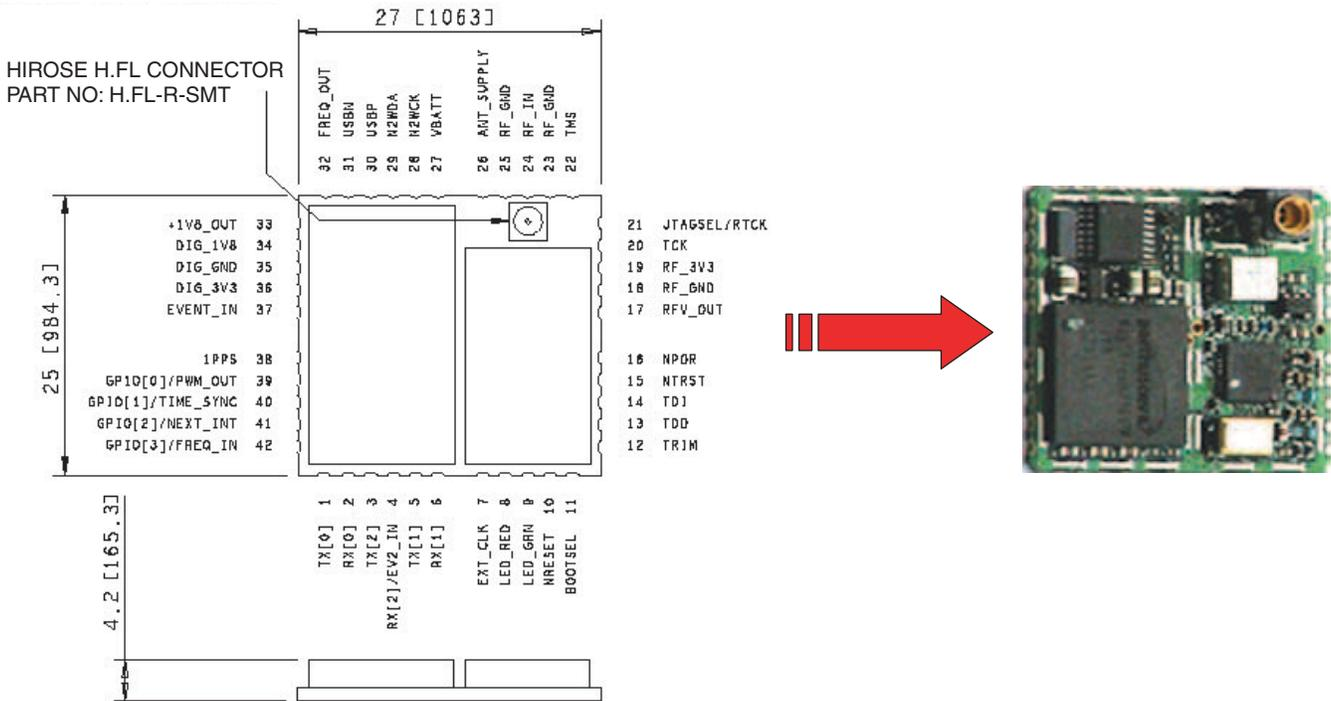 27 [1063]
HIROSE H.FL CONNECTOR
PART NO: H.FL-R-SMT
32 FREQ_OUT
31 USBN
30 USBP
29 N2WDA
28 N2WCK
27 VBATT
26 ANT_SUPPLY
25 RF_GND
24 RF_IN
23 RF_GND
22 TMS
+1V8_OUT 33
DIG_1V8 34
DIG_GND 35
DIG_3V3 36
EVENT_IN 37
1PPS 38
GPIO[0]/PWM_OUT 39
GPIO[1]/TIME_SYNC 40
GPIO[2]/NEXT_INT 41
GPIO[3]/FREQ_IN 42
25 [984.3]
21 JTAGSEL/RTCK
20 TCK
19 RF_3V3
18 RF_GND
17 RFV_OUT
16 NPOR
15 NTRST
14 TDI
13 TDO
12 TRIM
TX[0] 1
RX[0] 2
TX[2] 3
RX[2]/EV2_IN 4
TX[1] 5
RX[1] 6
EXT_CLK 7
LED_RED 8
LED_GRN 9
NRESET 10
BOOTSEL 11
4.2 [165.3]